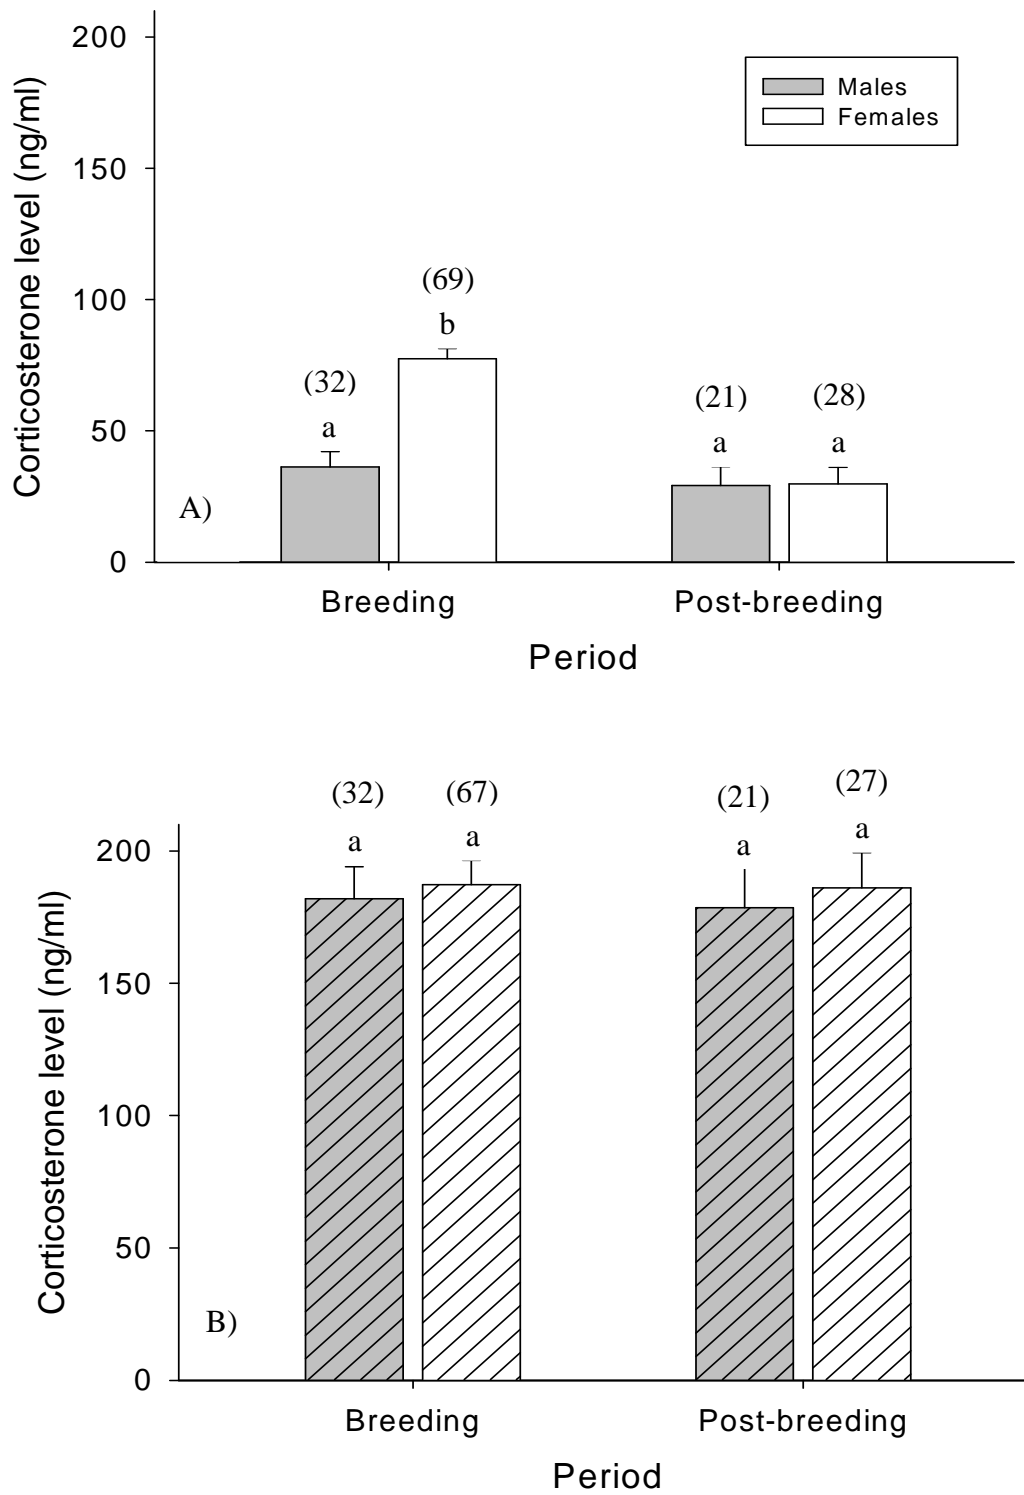 200
Males
Females
150
Corticosterone level (ng/ml)
100
(69)
b
(32)
a
(21)
a
(28)
a
50
A)
0
Breeding
Post-breeding
Period
(32)
a
(67)
a
(21)
a
(27)
a
200
150
Corticosterone level (ng/ml)
100
50
B)
0
Breeding
Post-breeding
Period